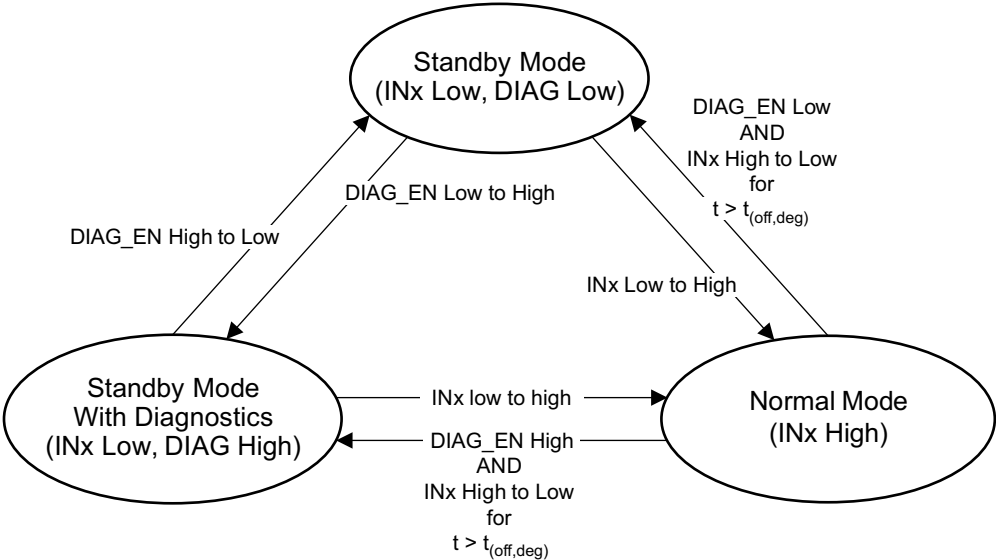 Standby Mode
(INx Low, DIAG Low)
DIAG_EN Low
AND
INx High to Low
for
t > t(off,deg)
DIAG_EN Low to High
DIAG_EN High to Low
INx Low to High
Standby Mode
With Diagnostics
(INx Low, DIAG High)
INx low to high
DIAG_EN High
AND
INx High to Low
for
t > t(off,deg)
Normal Mode
(INx High)